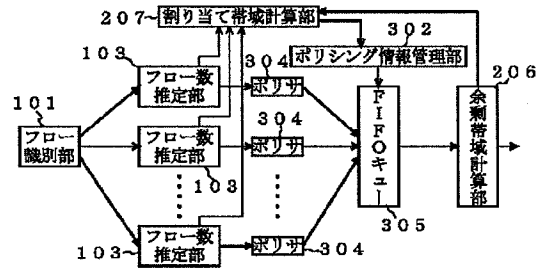 207
割り当て帯域計算部
302
103
ポリシング情報管理部
304
206
フロー数
推定部
ポリサ
101
フロー
識別部
フロー数
推定部
304
ポリサ
FIFOキュー
余剰帯域計算部
103
305
103
フロー数
推定部
ポリサ
304